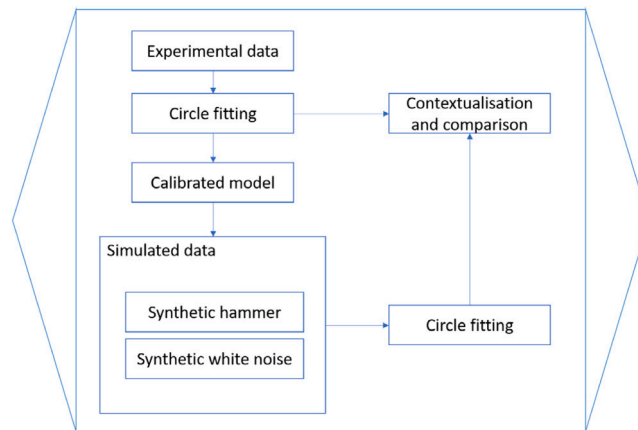 Experimental data
Circle fitting
Contextualisation
and comparison
Calibrated model
Simulated data
Synthetic hammer
Synthetic white noise
Circle fitting